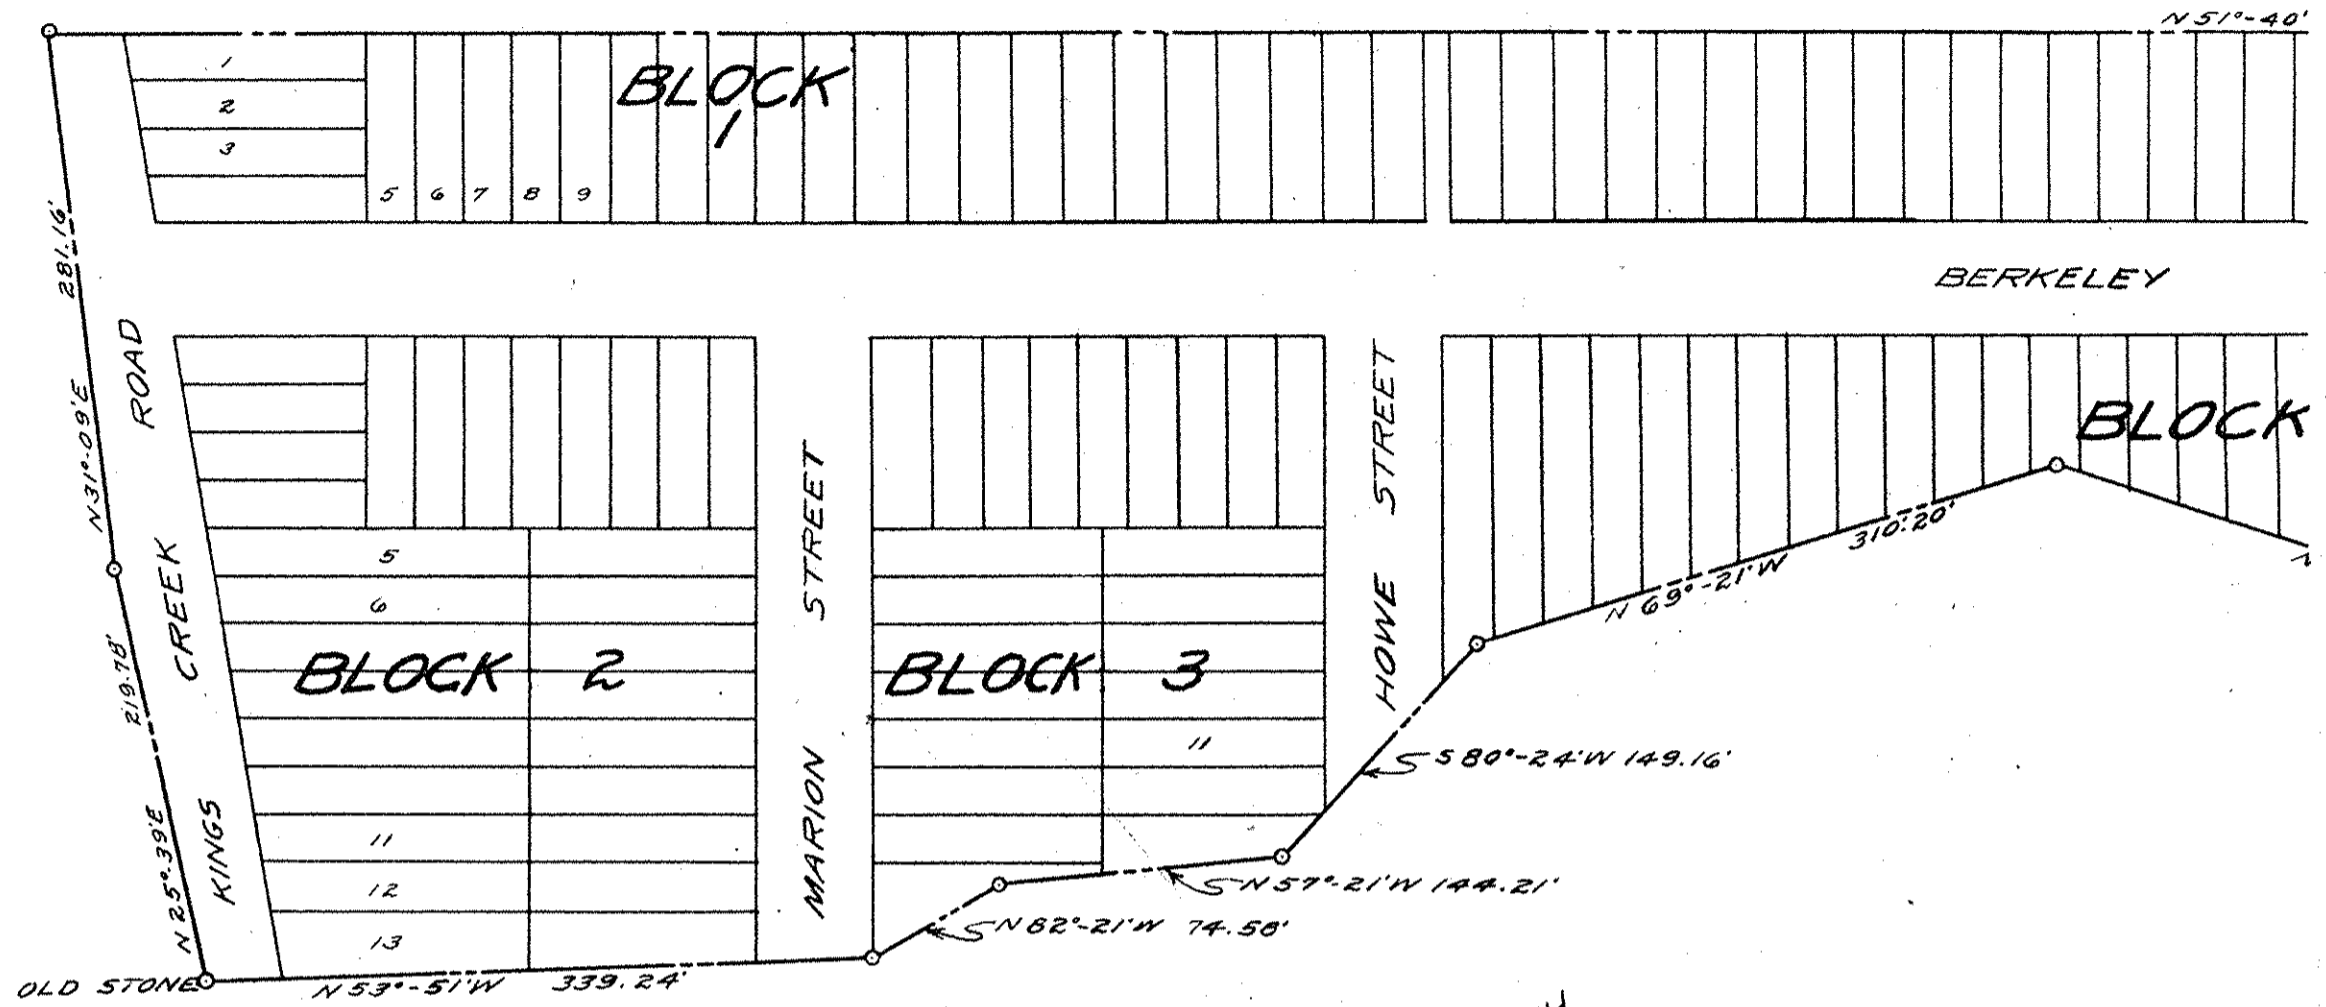 N 51°-40'
1
2
3
BLOCK
1
5 6 7 8 9
281.16'
N 31°-09'E
BERKELEY
KINGS CREEK ROAD
MARION STREET
HOWE STREET
BLOCK
5
6
BLOCK 2
11
12
13
BLOCK 3
11
310.20'
N 69°-21'W
S 80°-24'W 149.16'
N 57°-21'W 144.21'
N 82°-21'W 74.58'
219.78'
N 25°-39'E
OLD STONE
N 53°-51'W 339.24'